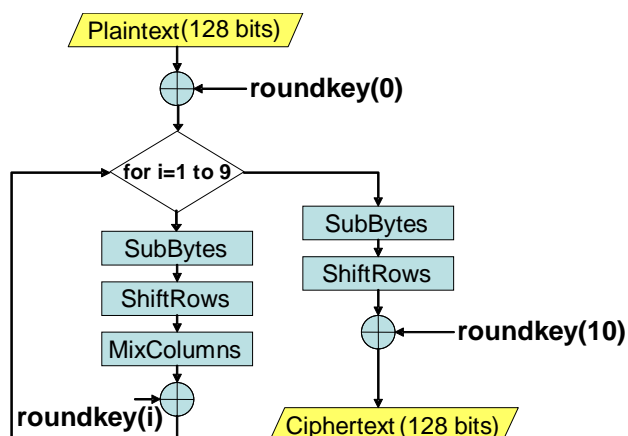 Plaintext (128 bits)
roundkey(0)
for i=1 to 9
SubBytes
ShiftRows
MixColumns
roundkey(i)
SubBytes
ShiftRows
roundkey(10)
Ciphertext (128 bits)